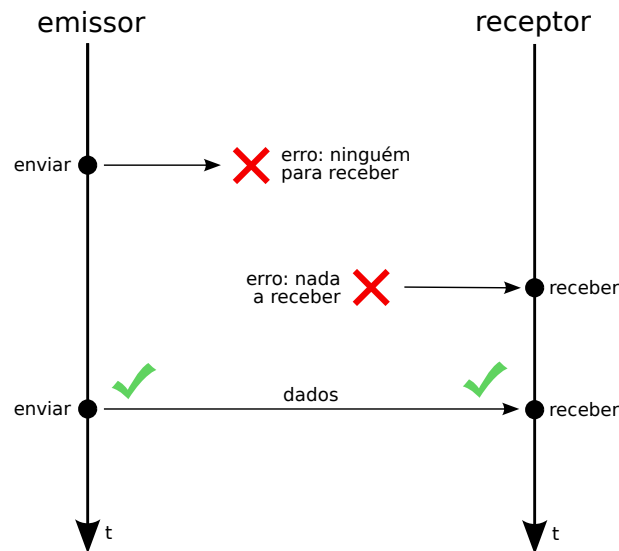 emissor
receptor
enviar
erro: ninguém
para receber
erro: nada
a receber
receber
dados
enviar
receber
t
t